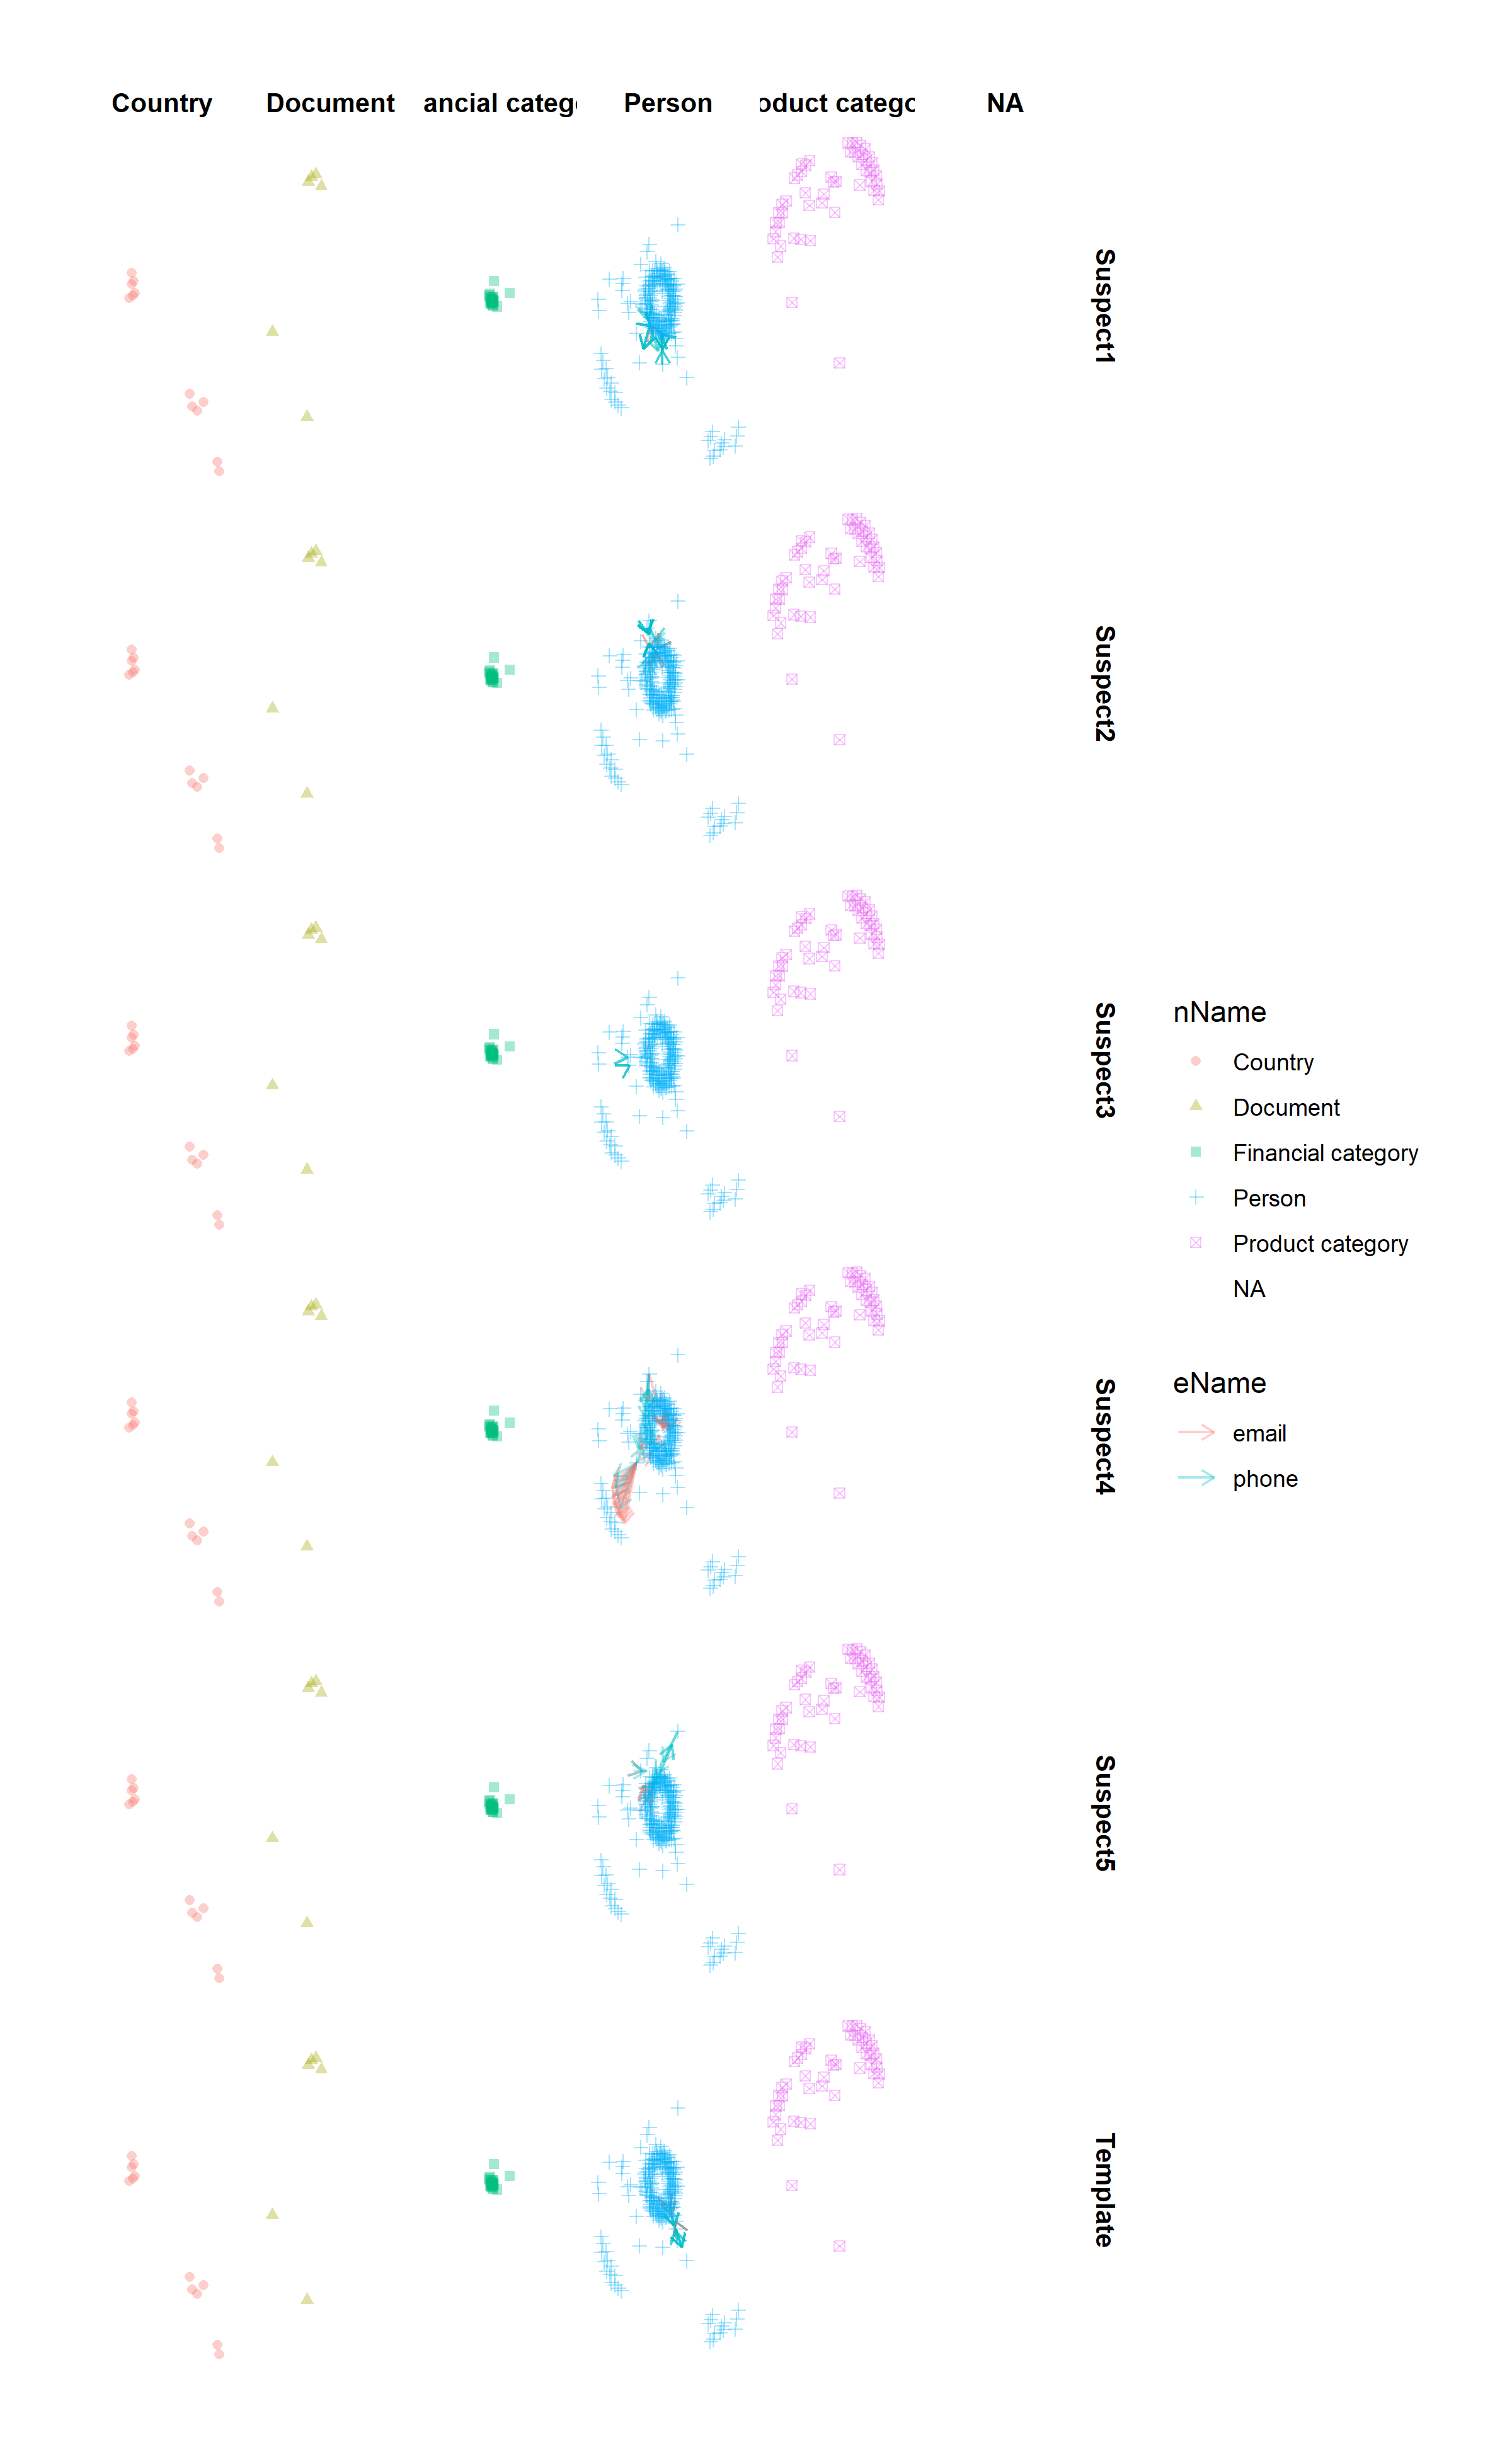 Country Document ancial catego Person oduct catego NA
Suspect1
Suspect2
Suspect3
Suspect4
Suspect5
Template
nName
Country
Document
Financial category
Person
Product category
NA
eName
email
phone